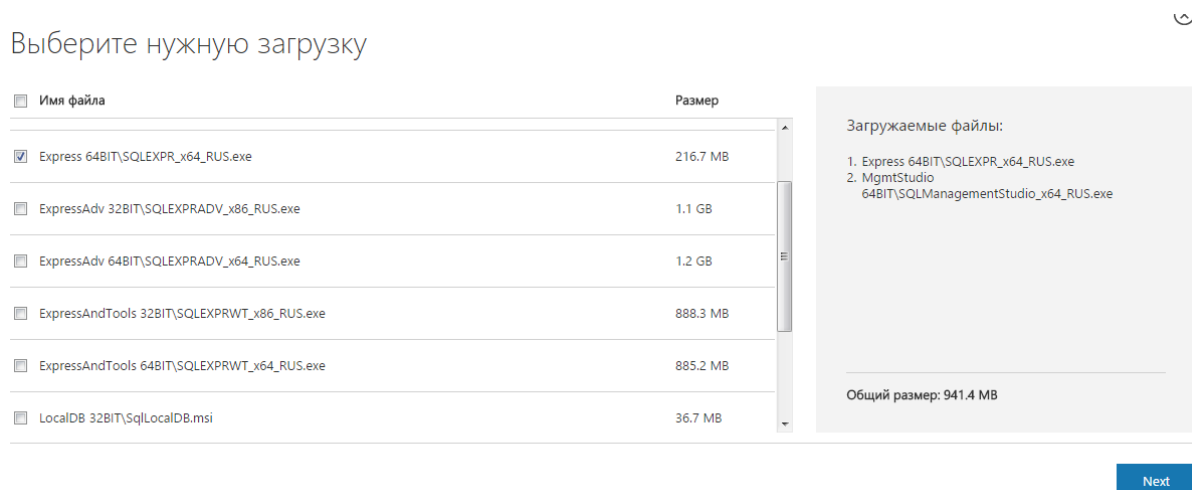 Выберите нужную загрузку
Имя файла Размер
Express 64BIT\SQLEXPR_x64_RUS.exe 216.7 MB
ExpressAdv 32BIT\SQLEXPRADV_x86_RUS.exe 1.1 GB
ExpressAdv 64BIT\SQLEXPRADV_x64_RUS.exe 1.2 GB
ExpressAndTools 32BIT\SQLEXPRWT_x86_RUS.exe 888.3 MB
ExpressAndTools 64BIT\SQLEXPRWT_x64_RUS.exe 885.2 MB
LocalDB 32BIT\SqlLocalDB.msi 36.7 MB
Загружаемые файлы:
1. Express 64BIT\SQLEXPR_x64_RUS.exe
2. MgmtStudio
64BIT\SQLManagementStudio_x64_RUS.exe
Общий размер: 941.4 MB
Next